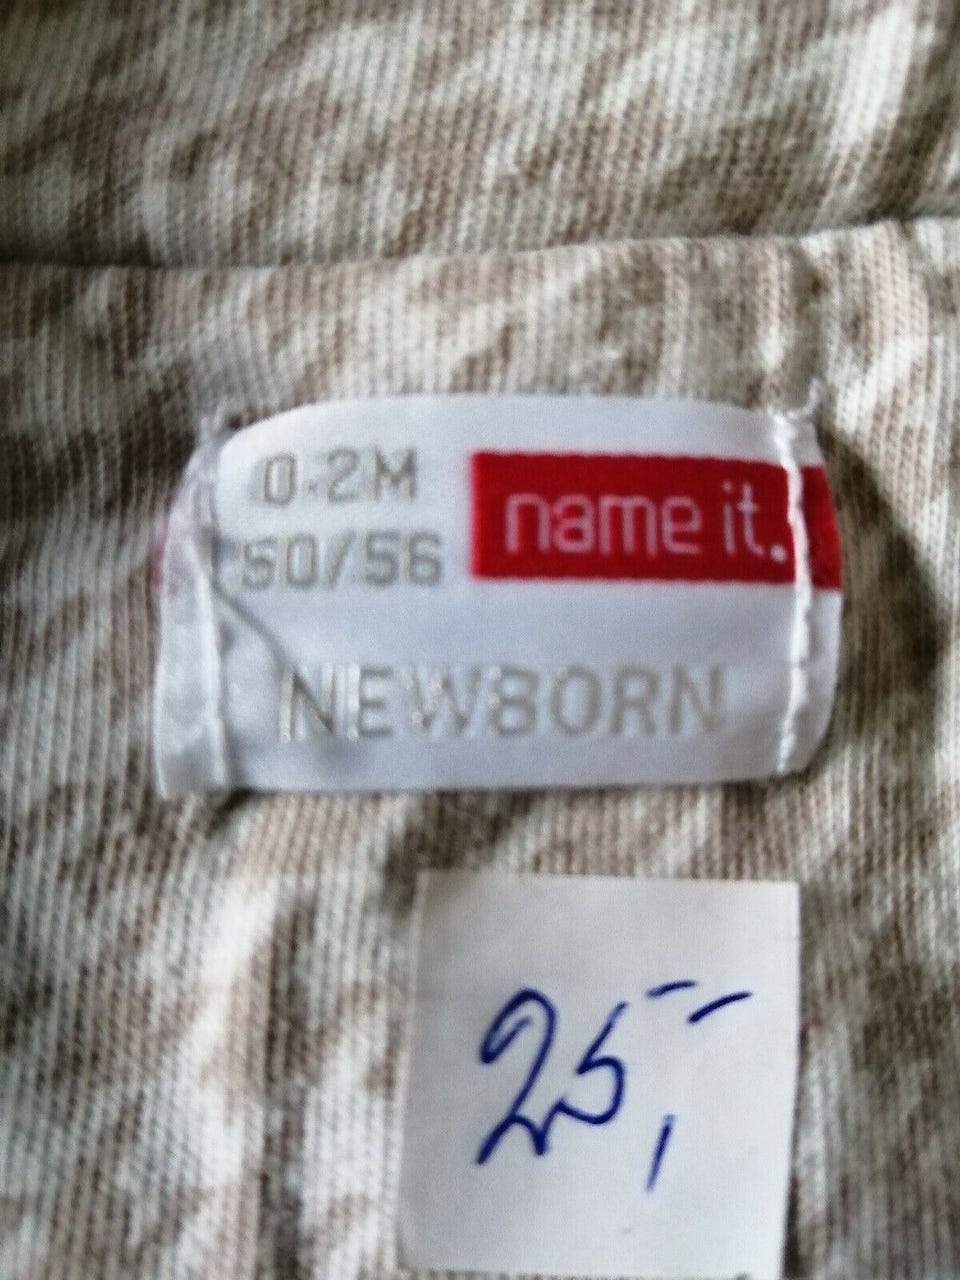 0-2M
50/56
name it.
NEWBORN
25,-